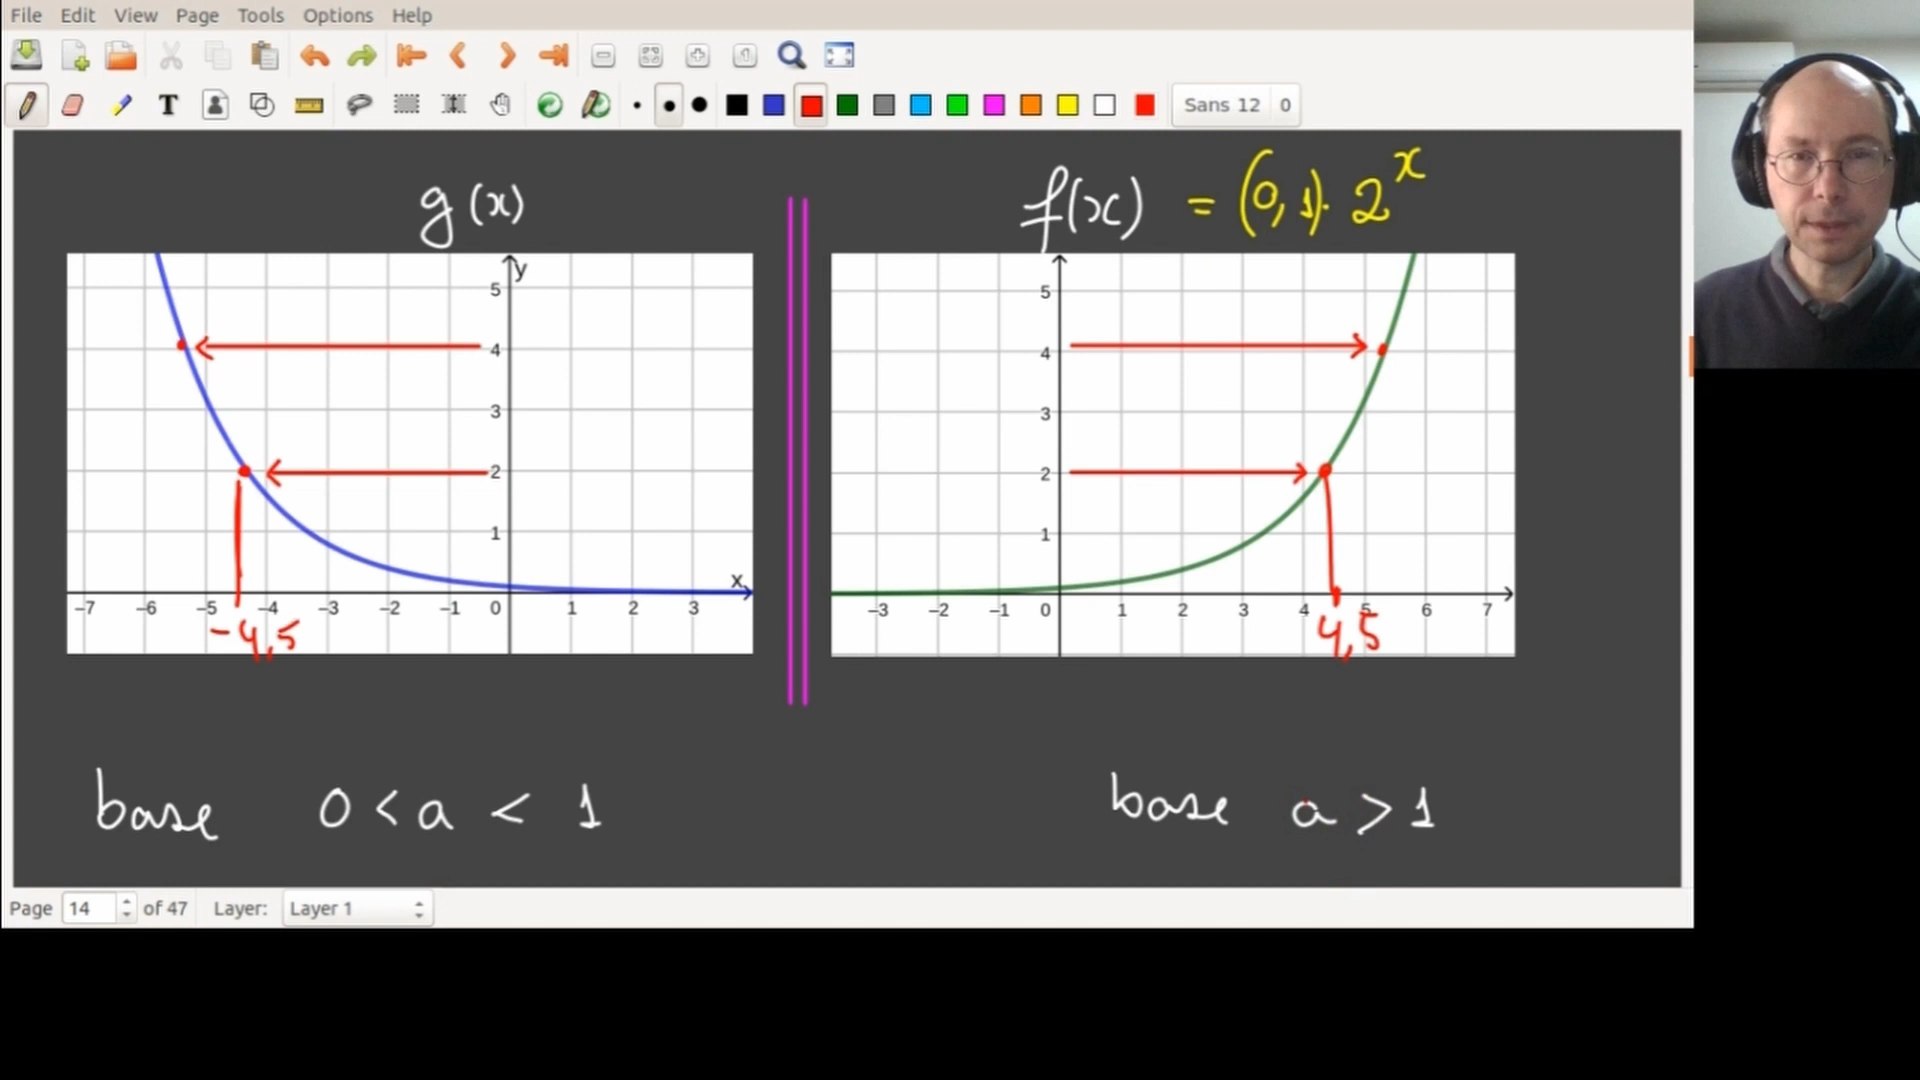 File Edit View Page Tools Options Help
Sans 12 0
g(x)
f(x) = (0,1)· 2^x
y
5
4
3
2
1
x
−7 −6 −5 −4 −3 −2 −1 0 1 2 3
−4,5
5
4
3
2
1
−3 −2 −1 0 1 2 3 4 5 6 7
4,5
base 0 < a < 1
base a > 1
Page 14 of 47 Layer: Layer 1